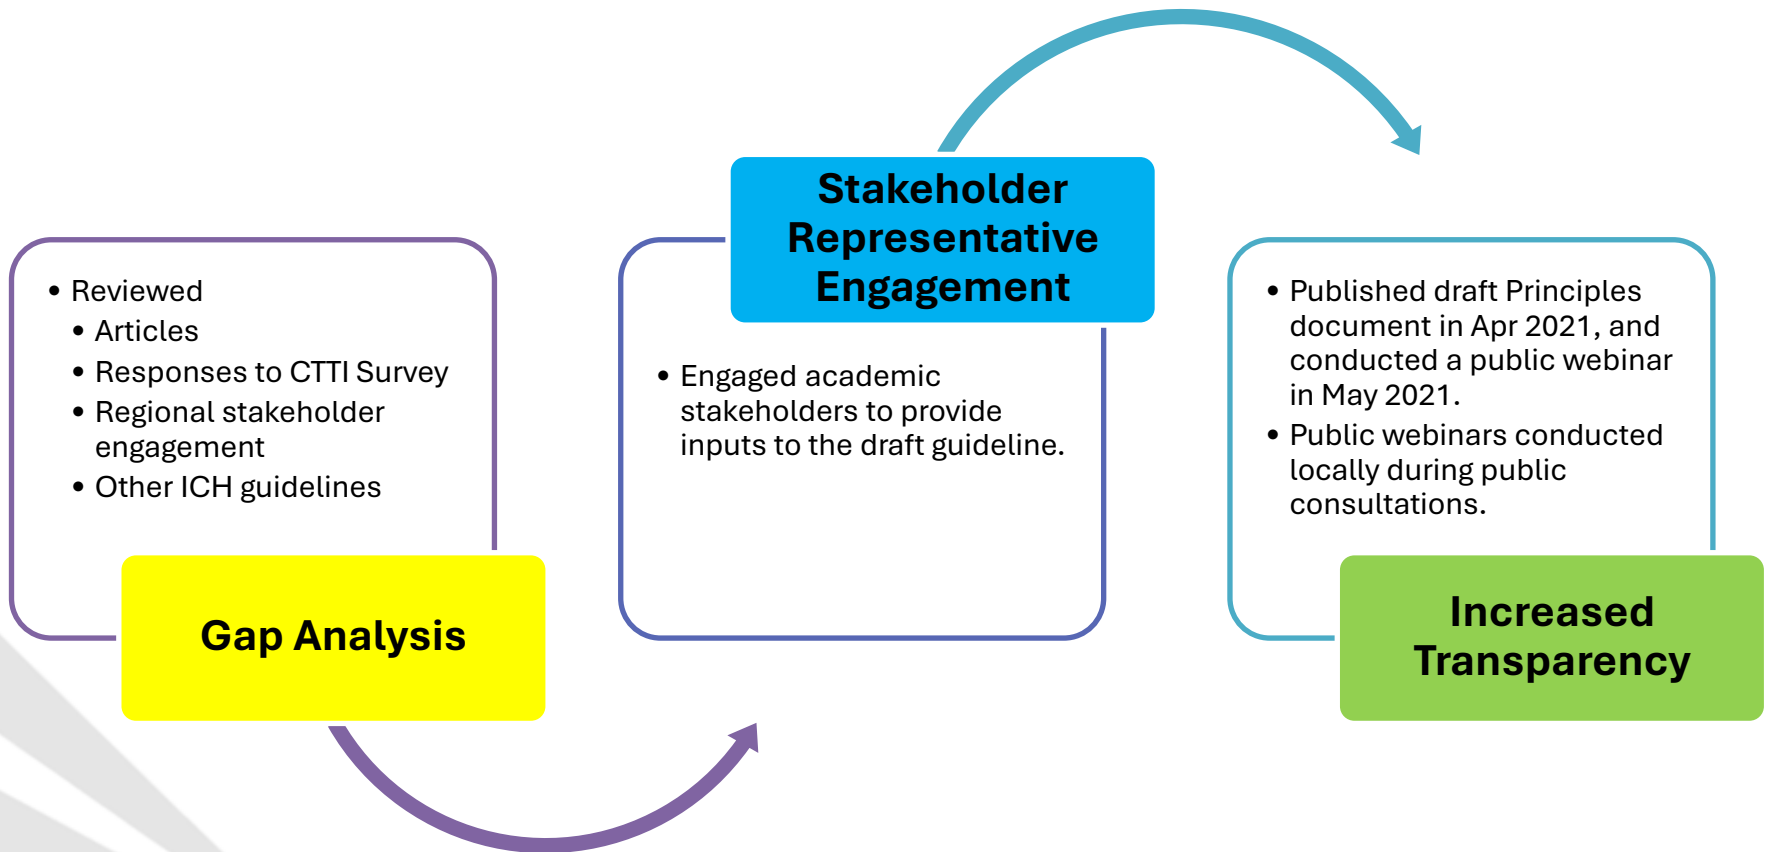 • Reviewed
• Articles
• Responses to CTTI Survey
• Regional stakeholder
engagement
• Other ICH guidelines
Gap Analysis
Stakeholder
Representative
Engagement
• Engaged academic
stakeholders to provide
inputs to the draft guideline.
• Published draft Principles
document in Apr 2021, and
conducted a public webinar
in May 2021.
• Public webinars conducted
locally during public
consultations.
Increased
Transparency